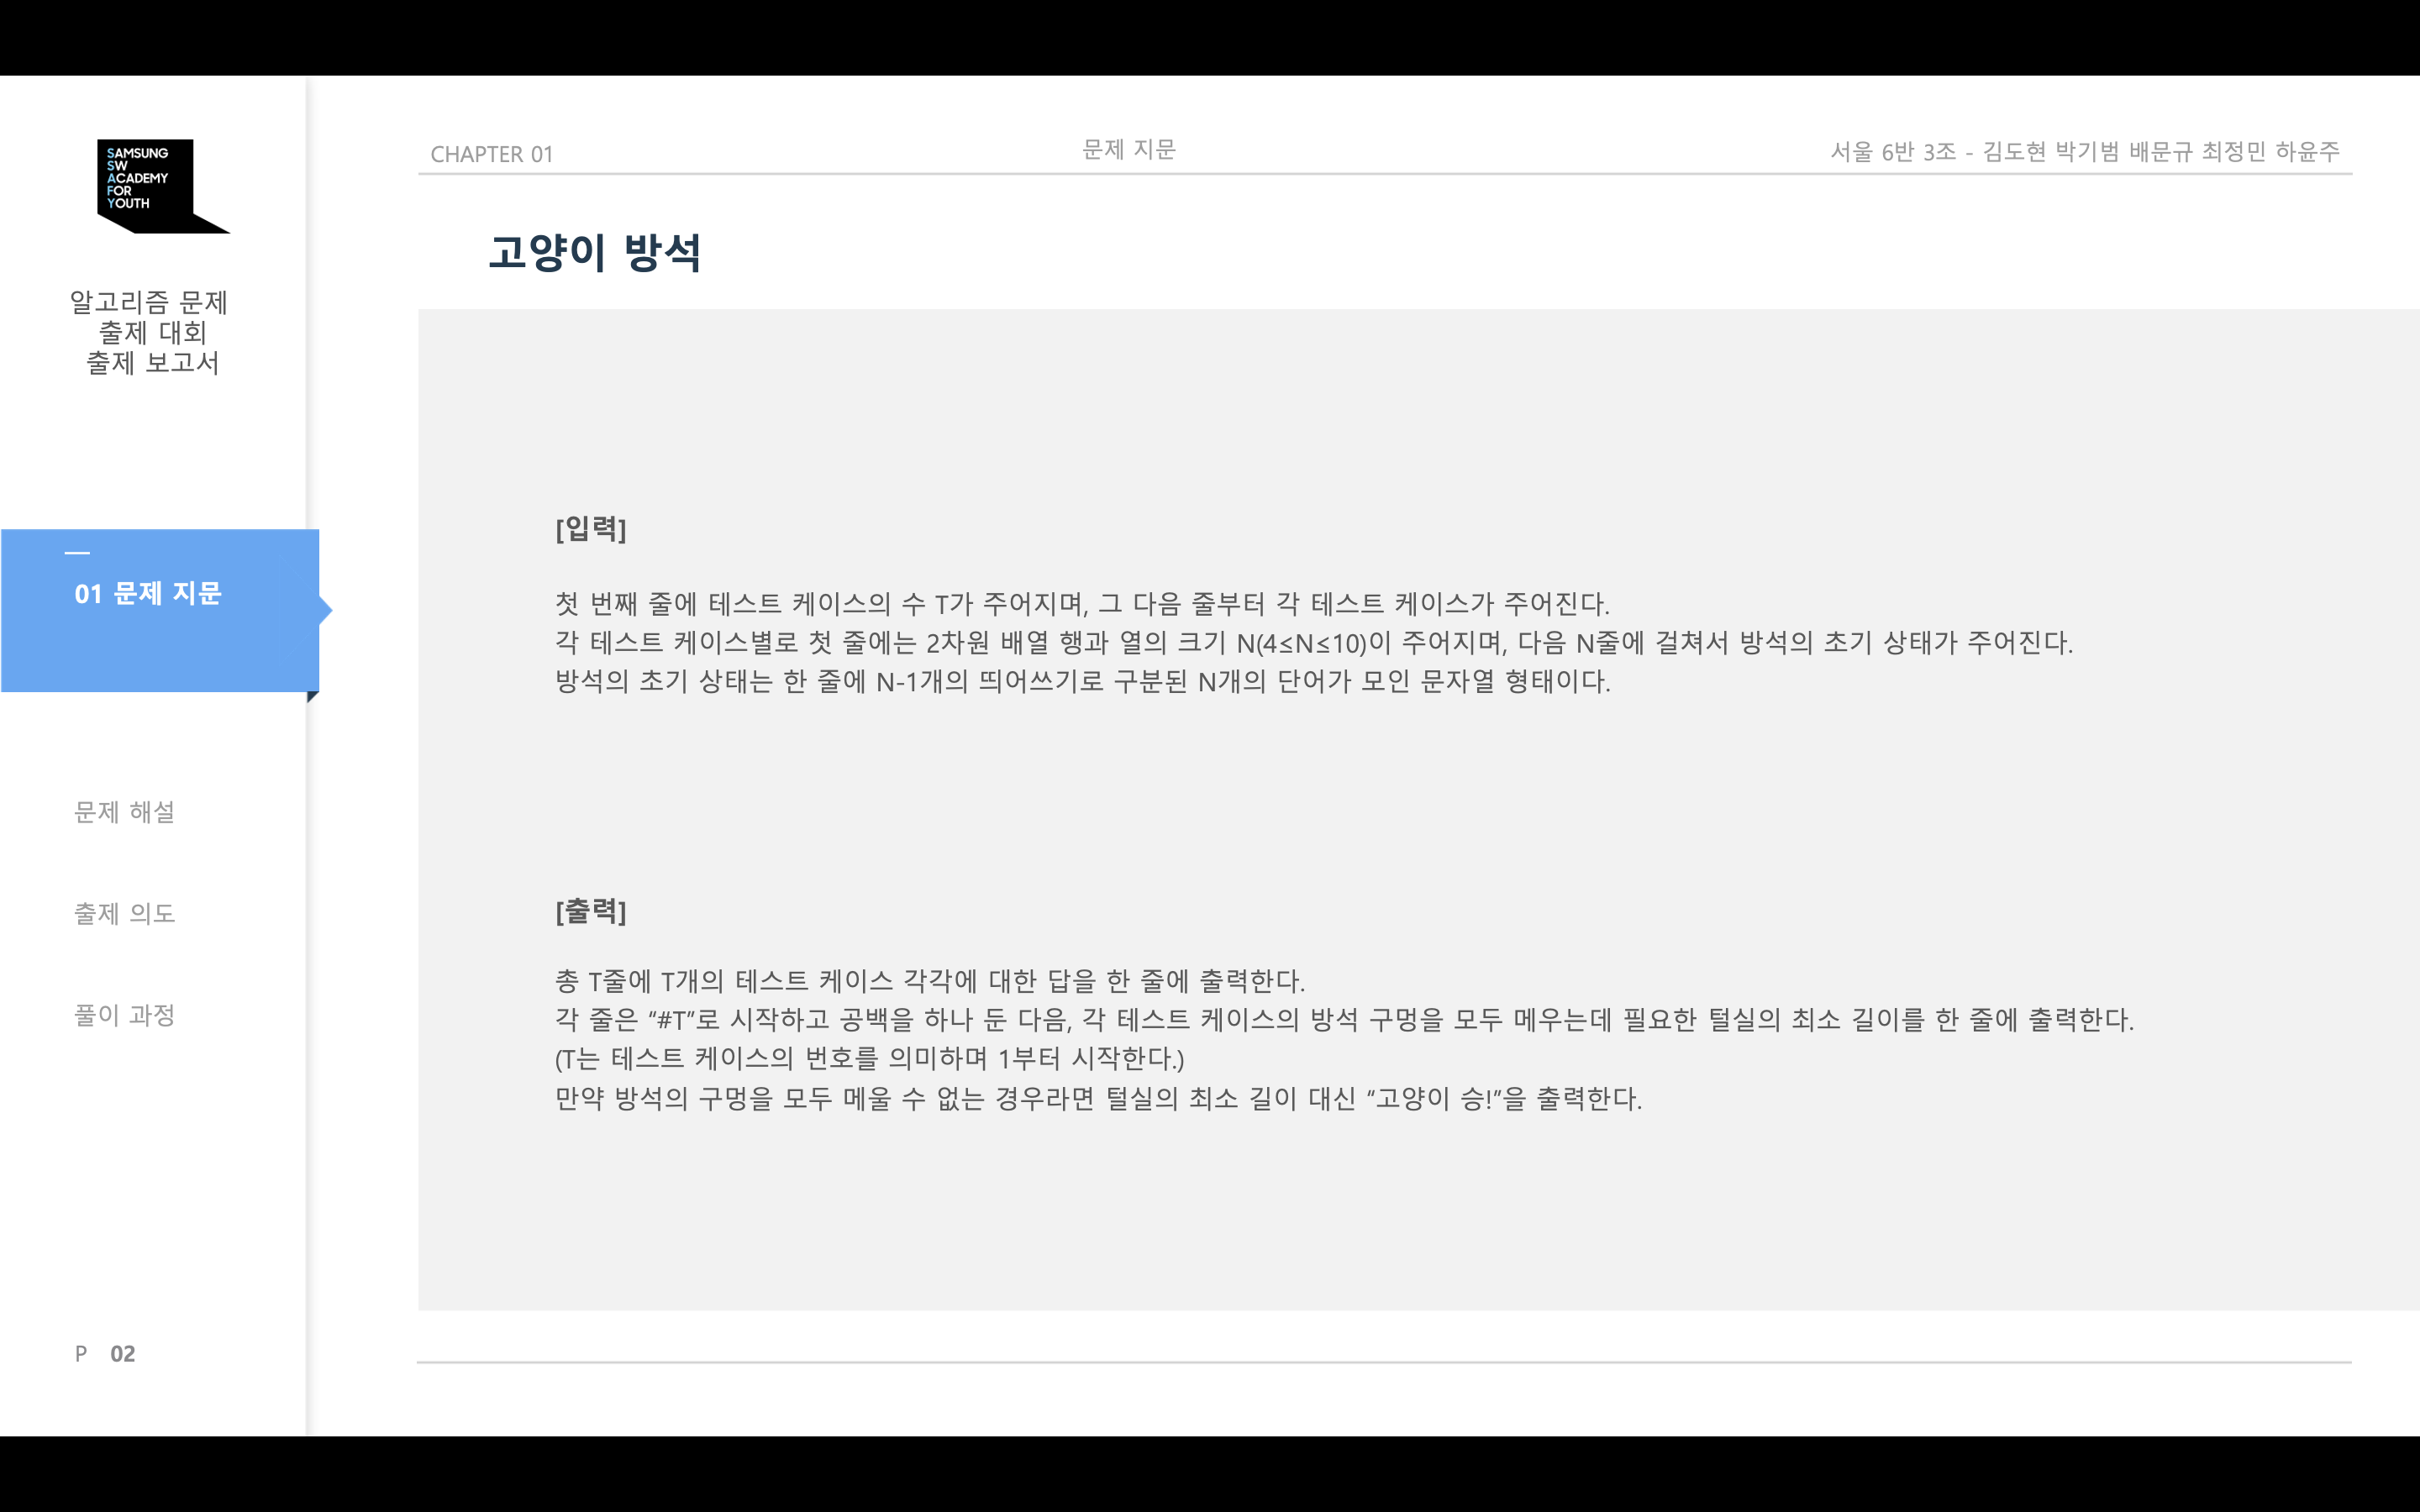 SAMSUNG
SW
ACADEMY
FOR
YOUTH
알고리즘 문제
출제 대회
출제 보고서
01 문제 지문
문제 해설
출제 의도
풀이 과정
P 02
CHAPTER 01
문제 지문
서울 6반 3조 - 김도현 박기범 배문규 최정민 하윤주
고양이 방석
[입력]
첫 번째 줄에 테스트 케이스의 수 T가 주어지며, 그 다음 줄부터 각 테스트 케이스가 주어진다.
각 테스트 케이스별로 첫 줄에는 2차원 배열 행과 열의 크기 N(4≤N≤10)이 주어지며, 다음 N줄에 걸쳐서 방석의 초기 상태가 주어진다.
방석의 초기 상태는 한 줄에 N-1개의 띄어쓰기로 구분된 N개의 단어가 모인 문자열 형태이다.
[출력]
총 T줄에 T개의 테스트 케이스 각각에 대한 답을 한 줄에 출력한다.
각 줄은 “#T”로 시작하고 공백을 하나 둔 다음, 각 테스트 케이스의 방석 구멍을 모두 메우는데 필요한 털실의 최소 길이를 한 줄에 출력한다.
(T는 테스트 케이스의 번호를 의미하며 1부터 시작한다.)
만약 방석의 구멍을 모두 메울 수 없는 경우라면 털실의 최소 길이 대신 “고양이 승!”을 출력한다.